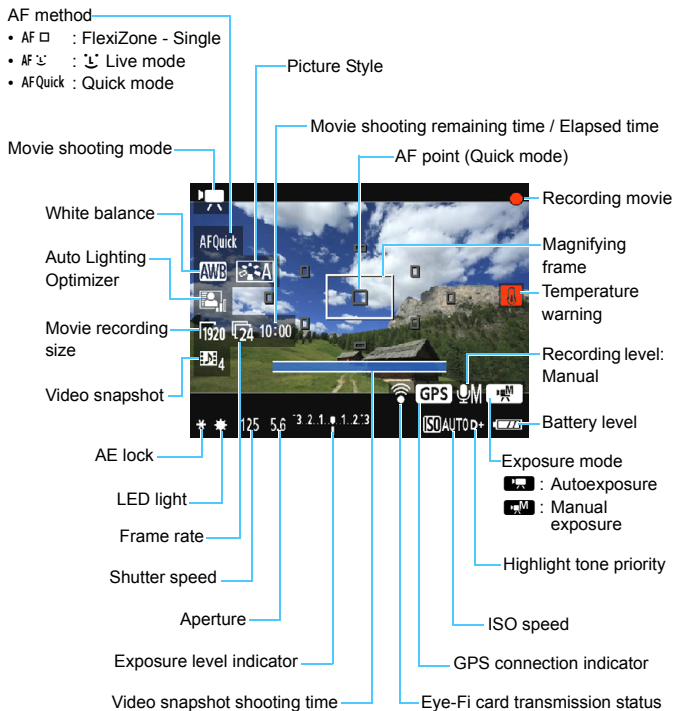 AF method
• AF □ : FlexiZone - Single
• AF : Live mode
• AFQuick : Quick mode
Picture Style
Movie shooting remaining time / Elapsed time
AF point (Quick mode)
Movie shooting mode
Recording movie
White balance
Magnifying
frame
Auto Lighting
Optimizer
Temperature
warning
Movie recording
size
Recording level:
Manual
Video snapshot
Battery level
AFQuick
AWB
A
1920 24 10:00
4
GPS M M
125 5.6 -3..2..1..1..2..3 ISO AUTO D+
AE lock
Exposure mode
: Autoexposure
M : Manual
exposure
LED light
Frame rate
Highlight tone priority
Shutter speed
Aperture
ISO speed
Exposure level indicator
GPS connection indicator
Video snapshot shooting time
Eye-Fi card transmission status